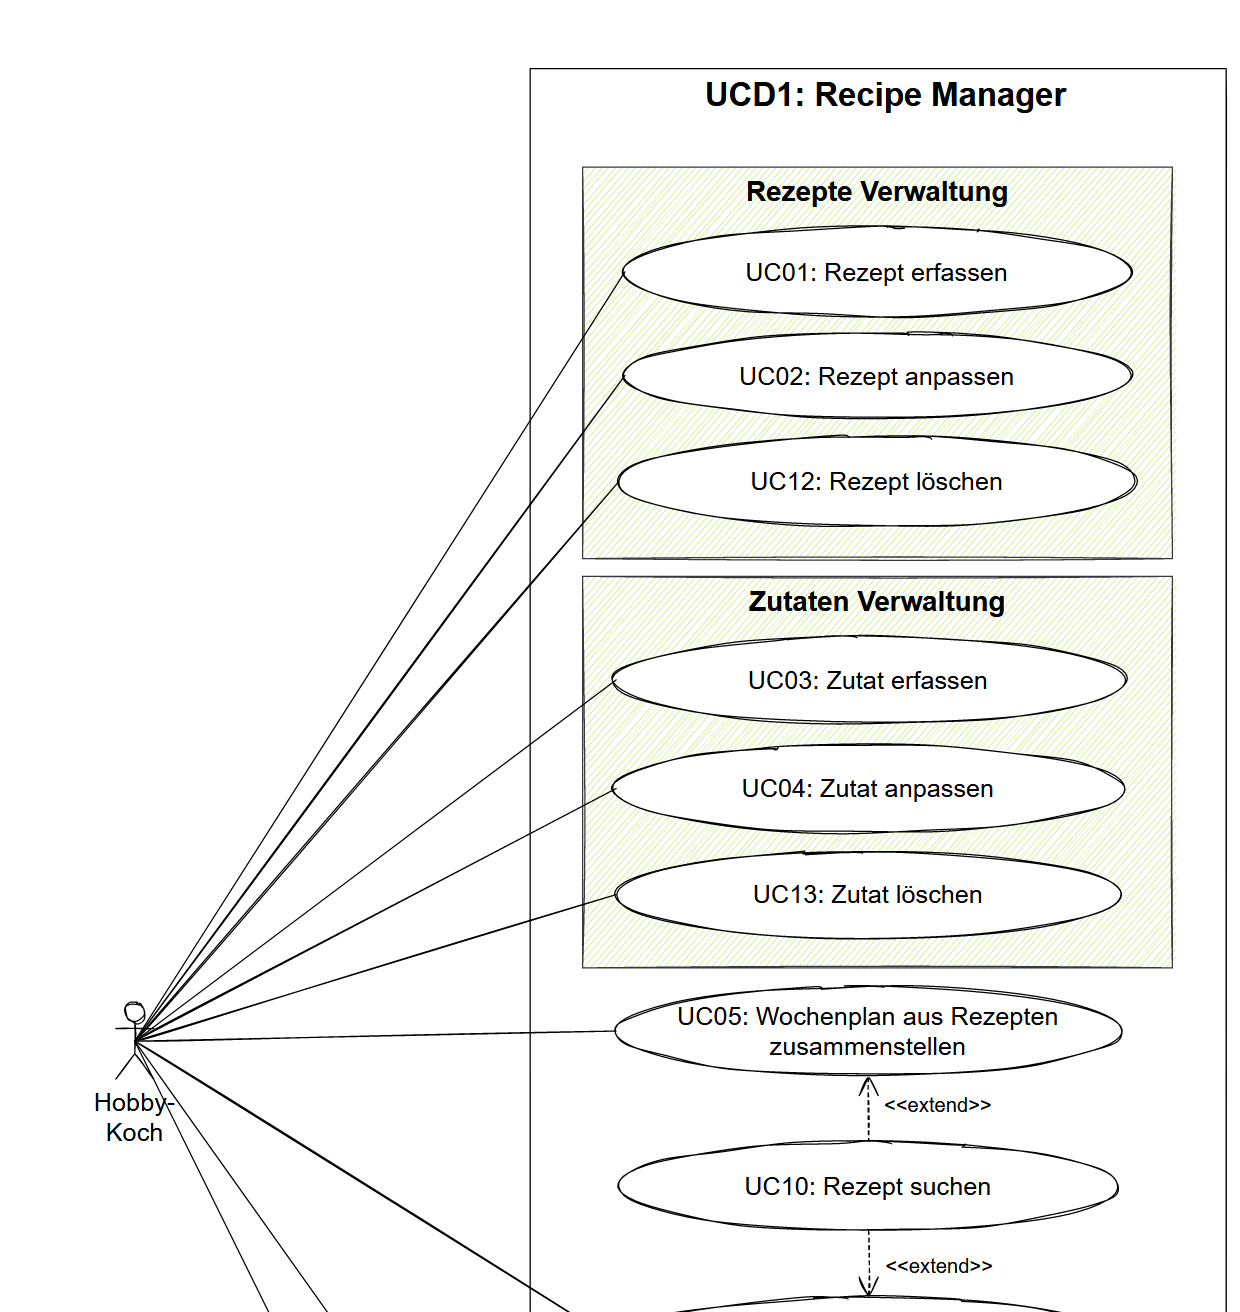 UCD1: Recipe Manager
Rezepte Verwaltung
UC01: Rezept erfassen
UC02: Rezept anpassen
UC12: Rezept löschen
Zutaten Verwaltung
UC03: Zutat erfassen
UC04: Zutat anpassen
UC13: Zutat löschen
UC05: Wochenplan aus Rezepten
zusammenstellen
<<extend>>
Hobby-
Koch
UC10: Rezept suchen
<<extend>>